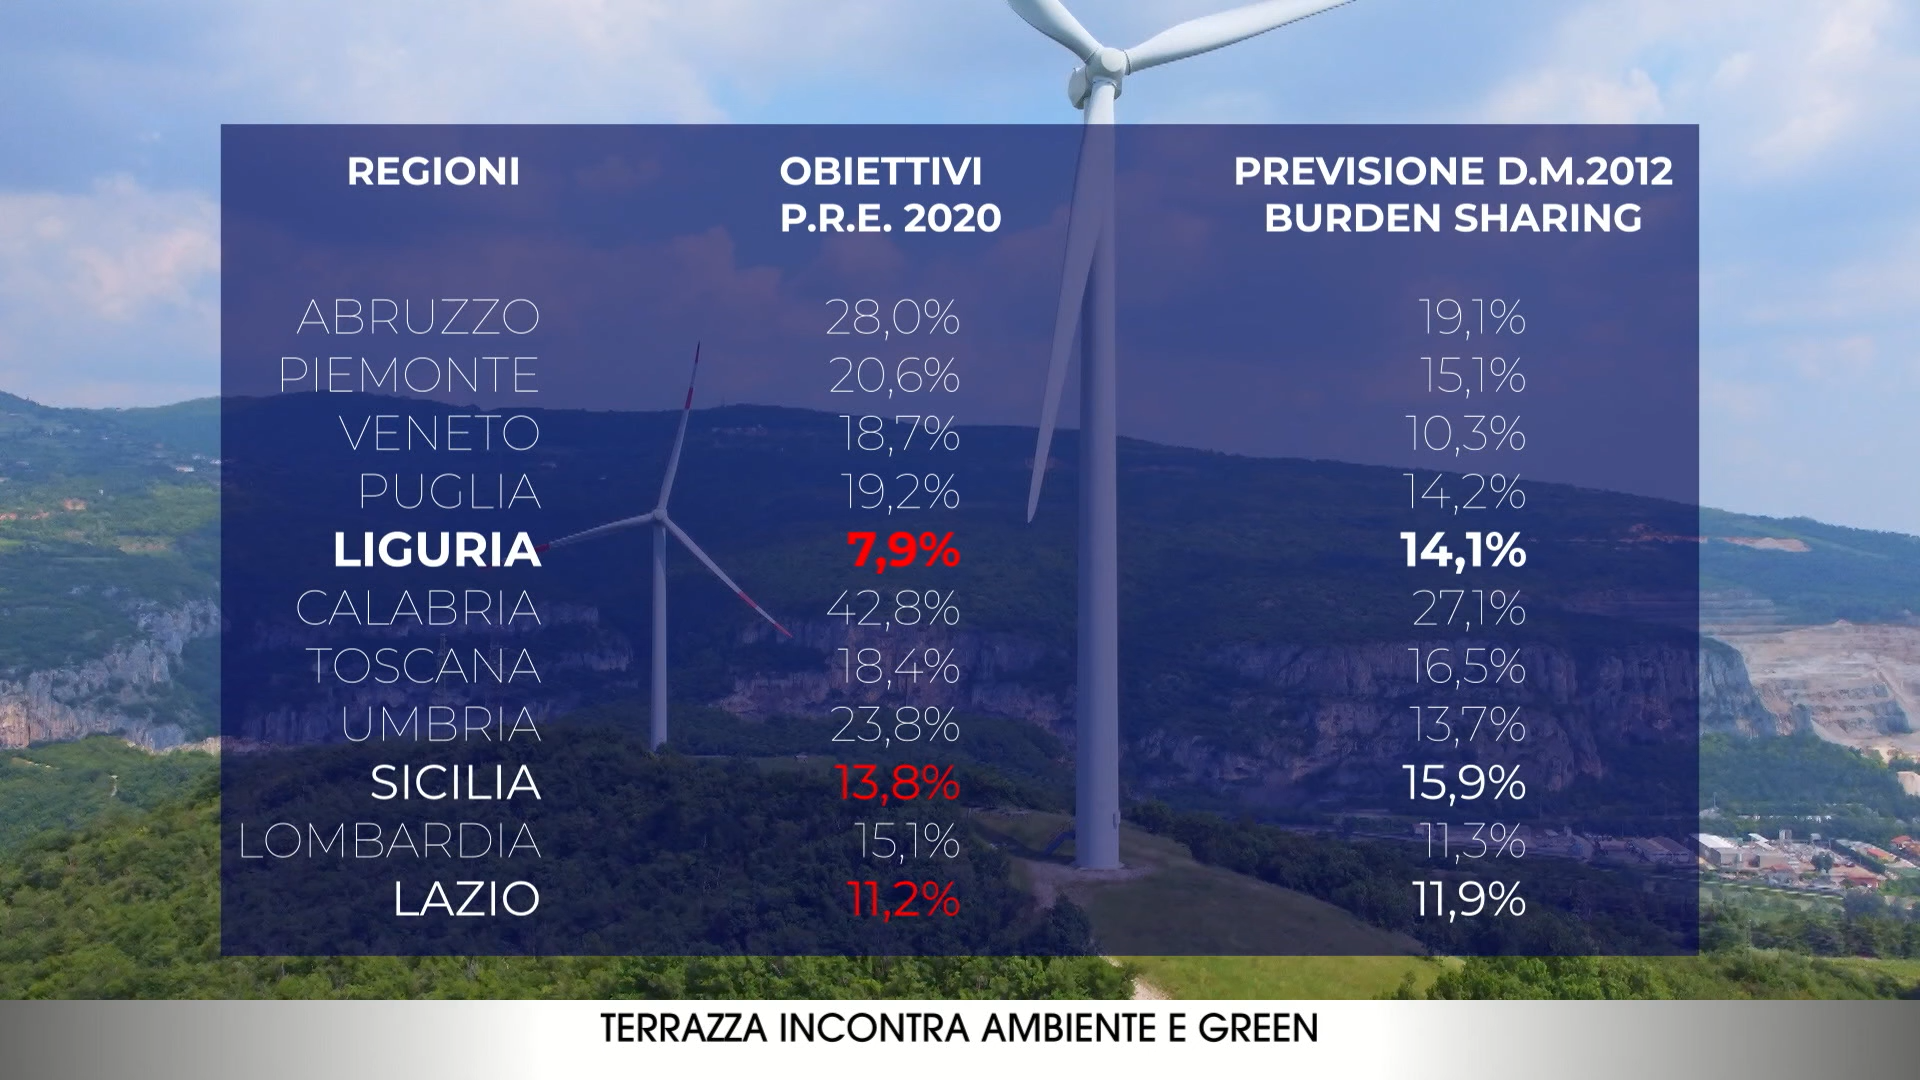 REGIONI OBIETTIVI PREVISIONE D.M.2012
P.R.E. 2020 BURDEN SHARING
ABRUZZO 28,0% 19,1%
PIEMONTE 20,6% 15,1%
VENETO 18,7% 10,3%
PUGLIA 19,2% 14,2%
LIGURIA 7,9% 14,1%
CALABRIA 42,8% 27,1%
TOSCANA 18,4% 16,5%
UMBRIA 23,8% 13,7%
SICILIA 13,8% 15,9%
LOMBARDIA 15,1% 11,3%
LAZIO 11,2% 11,9%
TERRAZZA INCONTRA AMBIENTE E GREEN